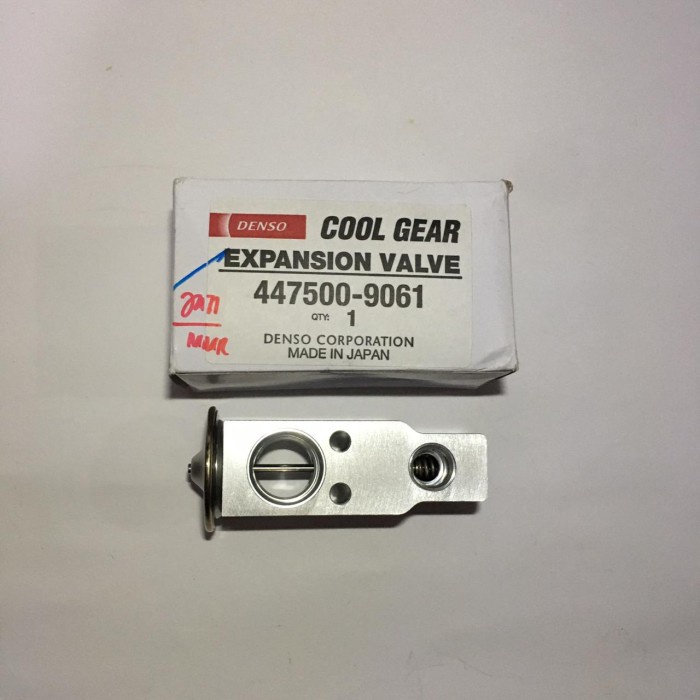 DENSO COOL GEAR
EXPANSION VALVE
447500-9061
QTY: 1
DENSO CORPORATION
MADE IN JAPAN